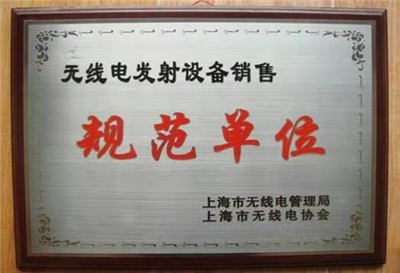 无线电发射设备销售
规范单位
上海市无线电管理局
上海市无线电协会